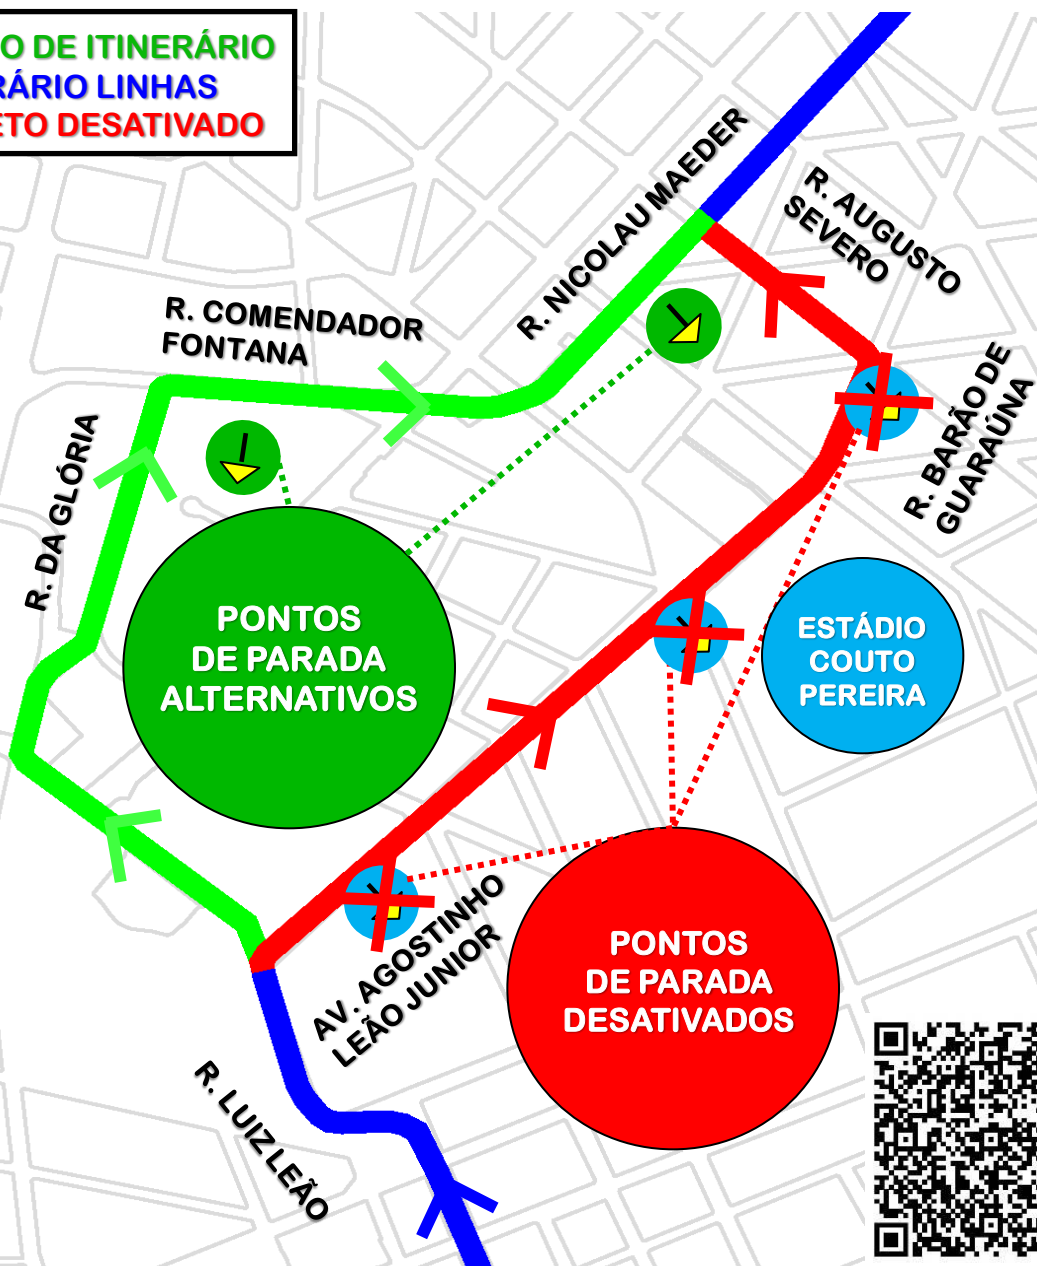 O DE ITINERÁRIO
RÁRIO LINHAS
ETO DESATIVADO
R. NICOLAU MAEDER
R. AUGUSTO
SEVERO
R. COMENDADOR
FONTANA
R. BARÃO DE
GUARAÚNA
R. DA GLÓRIA
PONTOS
DE PARADA
ALTERNATIVOS
ESTÁDIO
COUTO
PEREIRA
AV. AGOSTINHO
LEÃO JUNIOR
PONTOS
DE PARADA
DESATIVADOS
R. LUIZ LEÃO